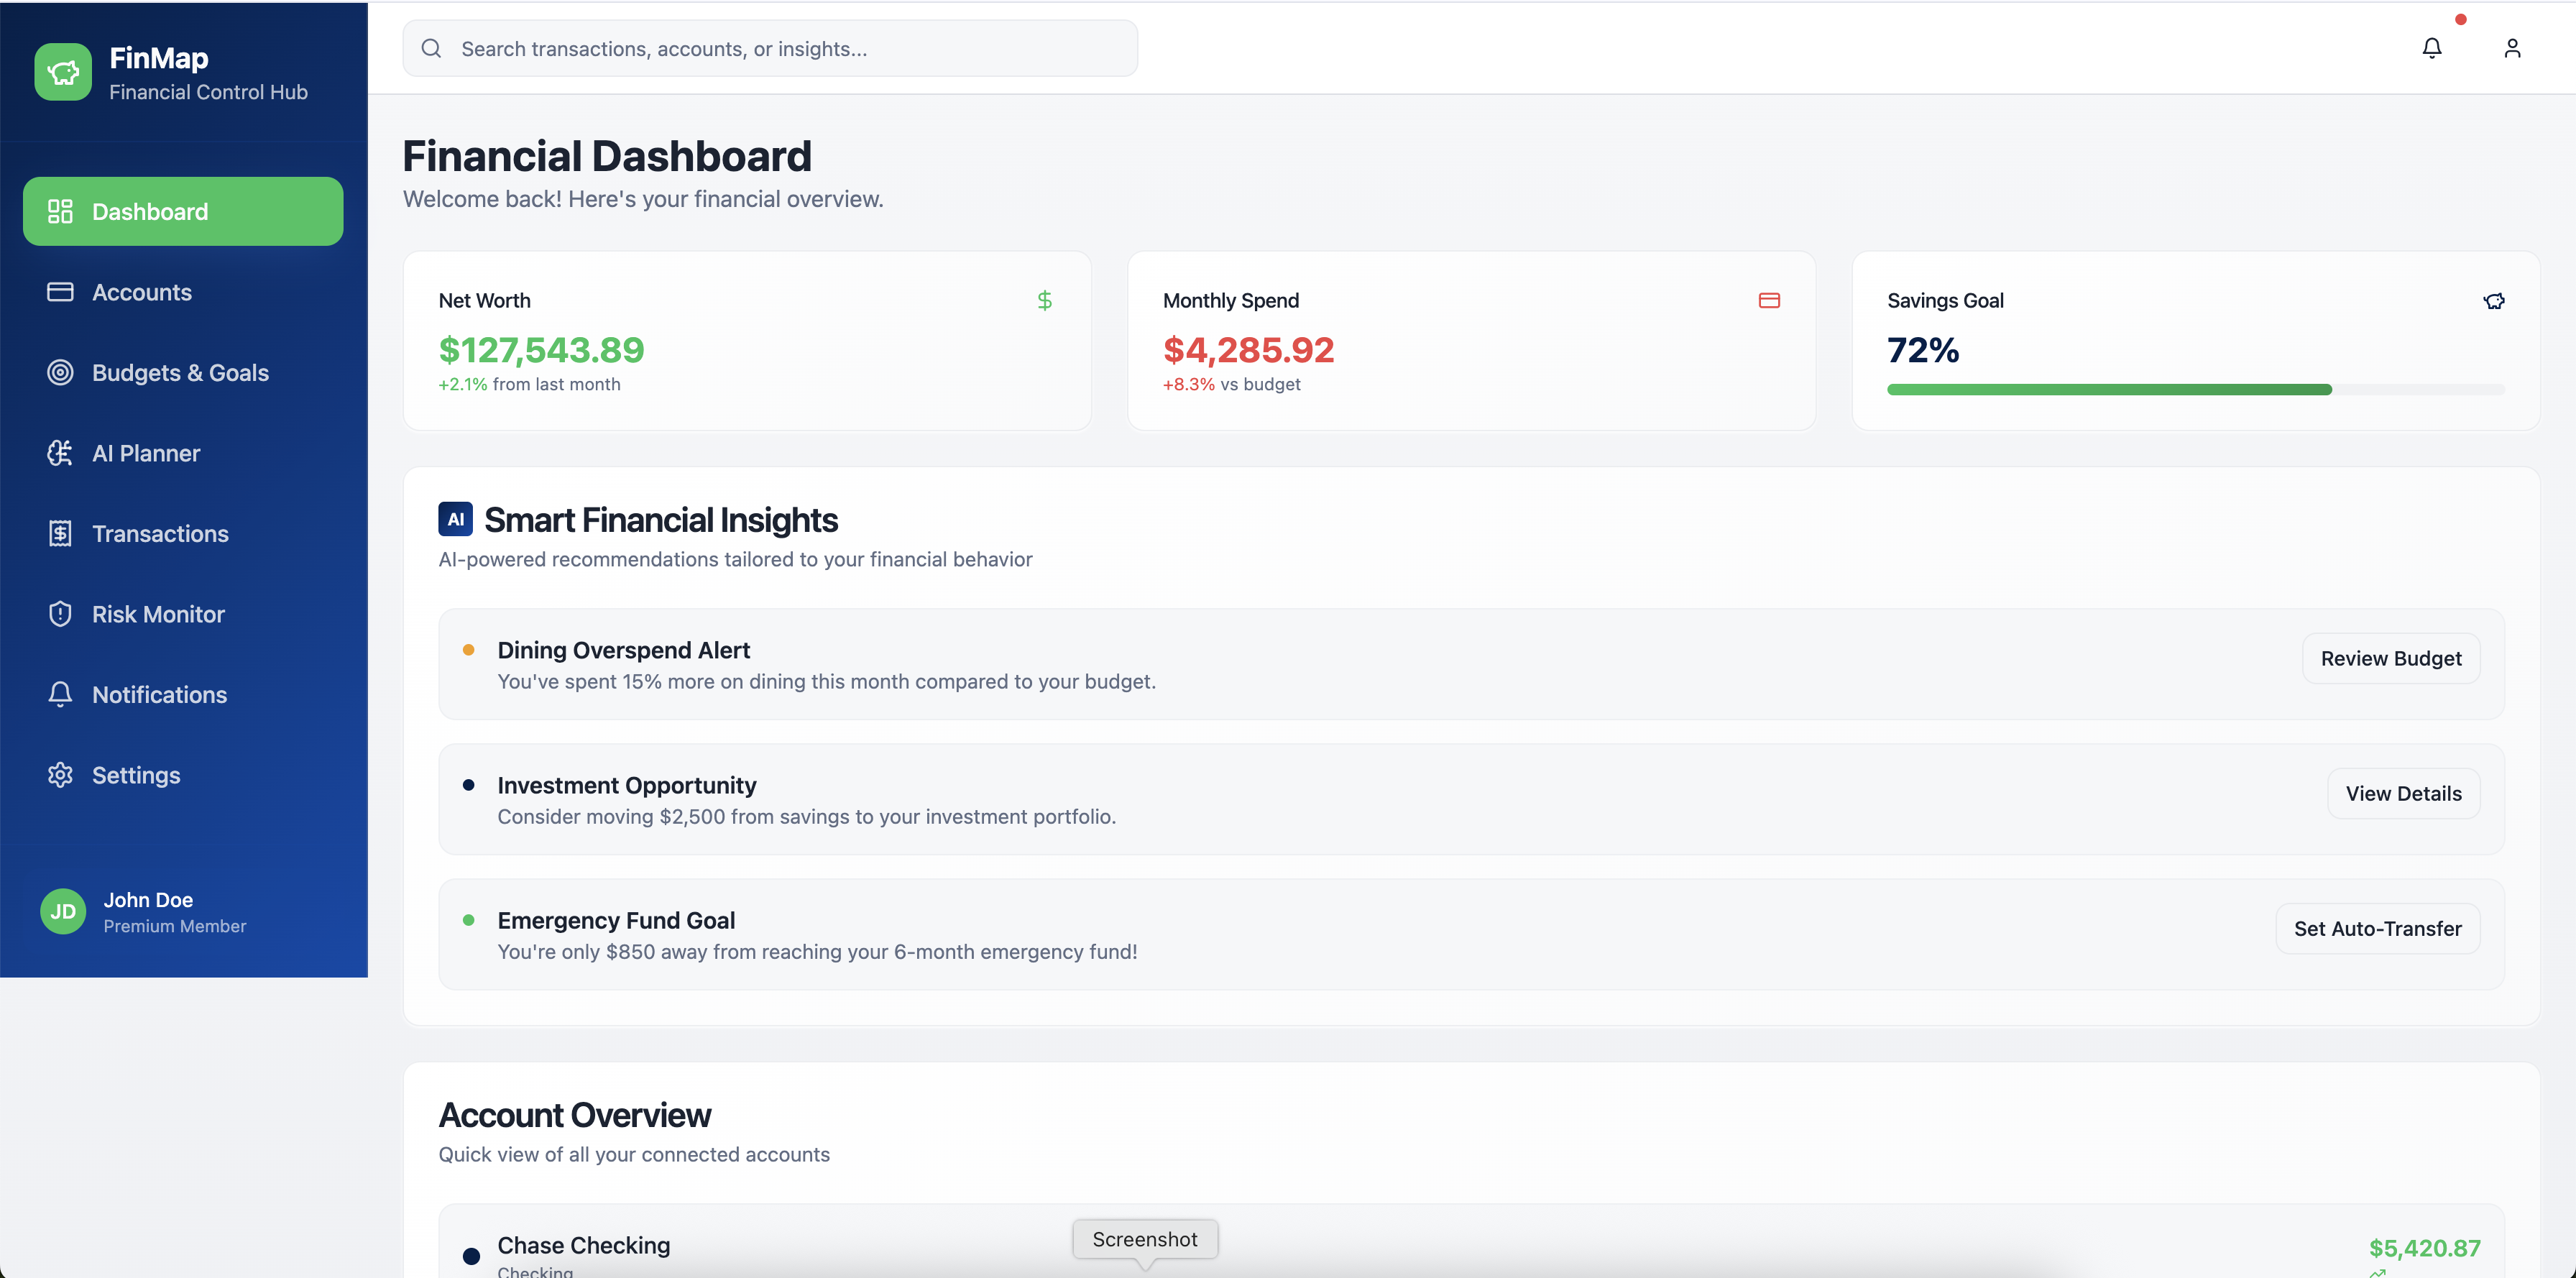 FinMap
Financial Control Hub
Search transactions, accounts, or insights...
Dashboard
Accounts
Budgets & Goals
AI Planner
Transactions
Risk Monitor
Notifications
Settings
JD
John Doe
Premium Member
Financial Dashboard
Welcome back! Here's your financial overview.
Net Worth
$
$127,543.89
+2.1% from last month
Monthly Spend
$4,285.92
+8.3% vs budget
Savings Goal
72%
AI Smart Financial Insights
AI-powered recommendations tailored to your financial behavior
Dining Overspend Alert
You've spent 15% more on dining this month compared to your budget.
Review Budget
Investment Opportunity
Consider moving $2,500 from savings to your investment portfolio.
View Details
Emergency Fund Goal
You're only $850 away from reaching your 6-month emergency fund!
Set Auto-Transfer
Account Overview
Quick view of all your connected accounts
Chase Checking
Checking
$5,420.87
Screenshot